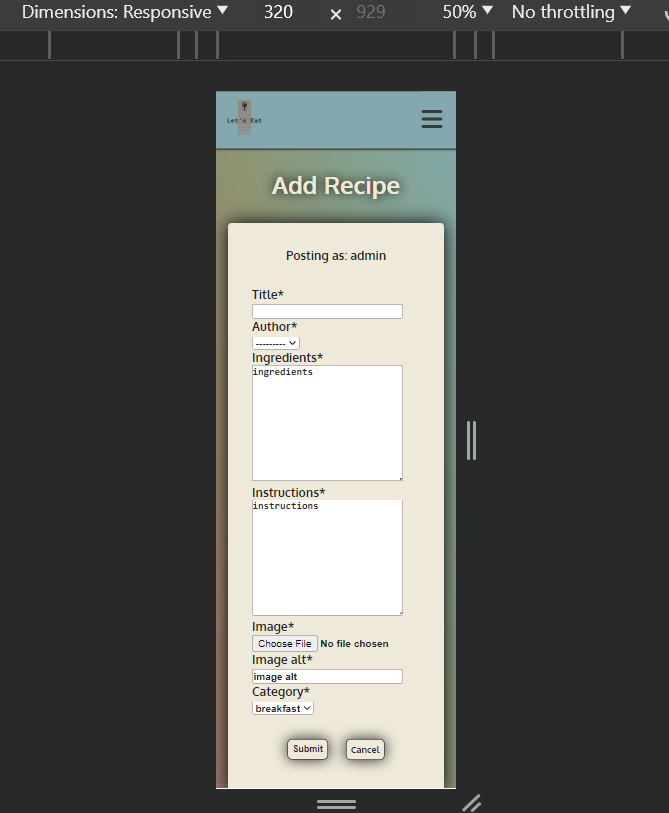 Dimensions: Responsive ▼ 320 × 929 50% ▼ No throttling ▼
Let's Eat
Add Recipe
Posting as: admin
Title*
Author*
---------
Ingredients*
ingredients
Instructions*
instructions
Image*
Choose File No file chosen
Image alt*
image alt
Category*
breakfast
Submit Cancel